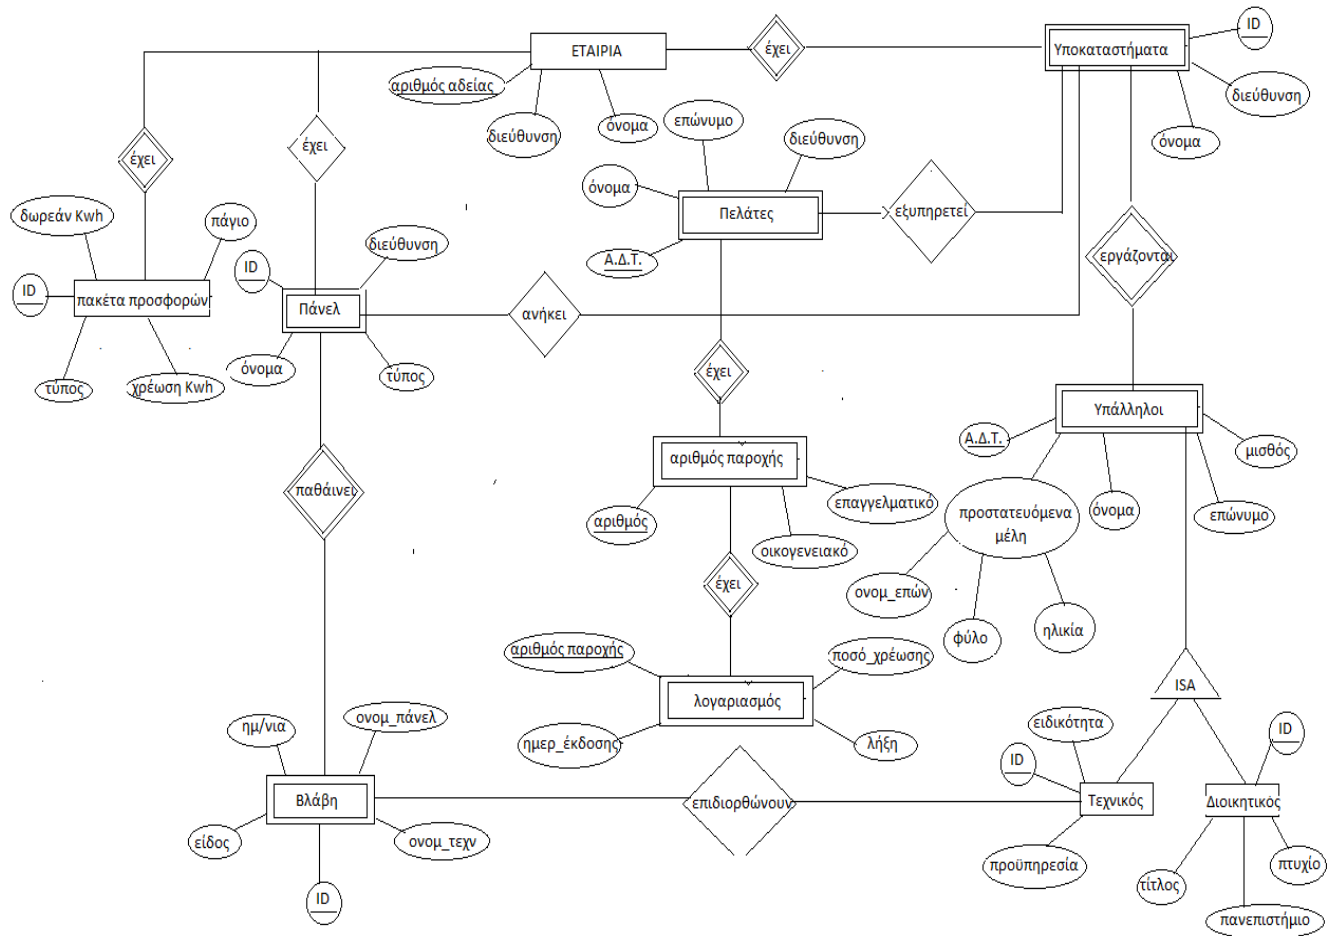 ΕΤΑΙΡΙΑ
έχει
Υποκαταστήματα
ID
αριθμός αδείας
διεύθυνση
όνομα
διεύθυνση
όνομα
έχει
έχει
επώνυμο
διεύθυνση
όνομα
Πελάτες
Α.Δ.Τ.
εξυπηρετεί
εργάζονται
δωρεάν Kwh
πάγιο
ID
πακέτα προσφορών
τύπος
χρέωση Kwh
ID
διεύθυνση
Πάνελ
όνομα
τύπος
ανήκει
έχει
Υπάλληλοι
Α.Δ.Τ.
μισθός
προστατευόμενα
μέλη
όνομα
επώνυμο
ονομ_επών
φύλο
ηλικία
παθάινει
αριθμός παροχής
αριθμός
οικογενειακό
επαγγελματικό
έχει
αριθμός παροχής
ποσό_χρέωσης
λογαριασμός
ημερ_έκδοσης
λήξη
ISA
ημ/νια
ονομ_πάνελ
Βλάβη
είδος
ονομ_τεχν
ID
επιδιορθώνουν
ειδικότητα
ID
Τεχνικός
προϋπηρεσία
ID
Διοικητικός
τίτλος
πτυχίο
πανεπιστήμιο